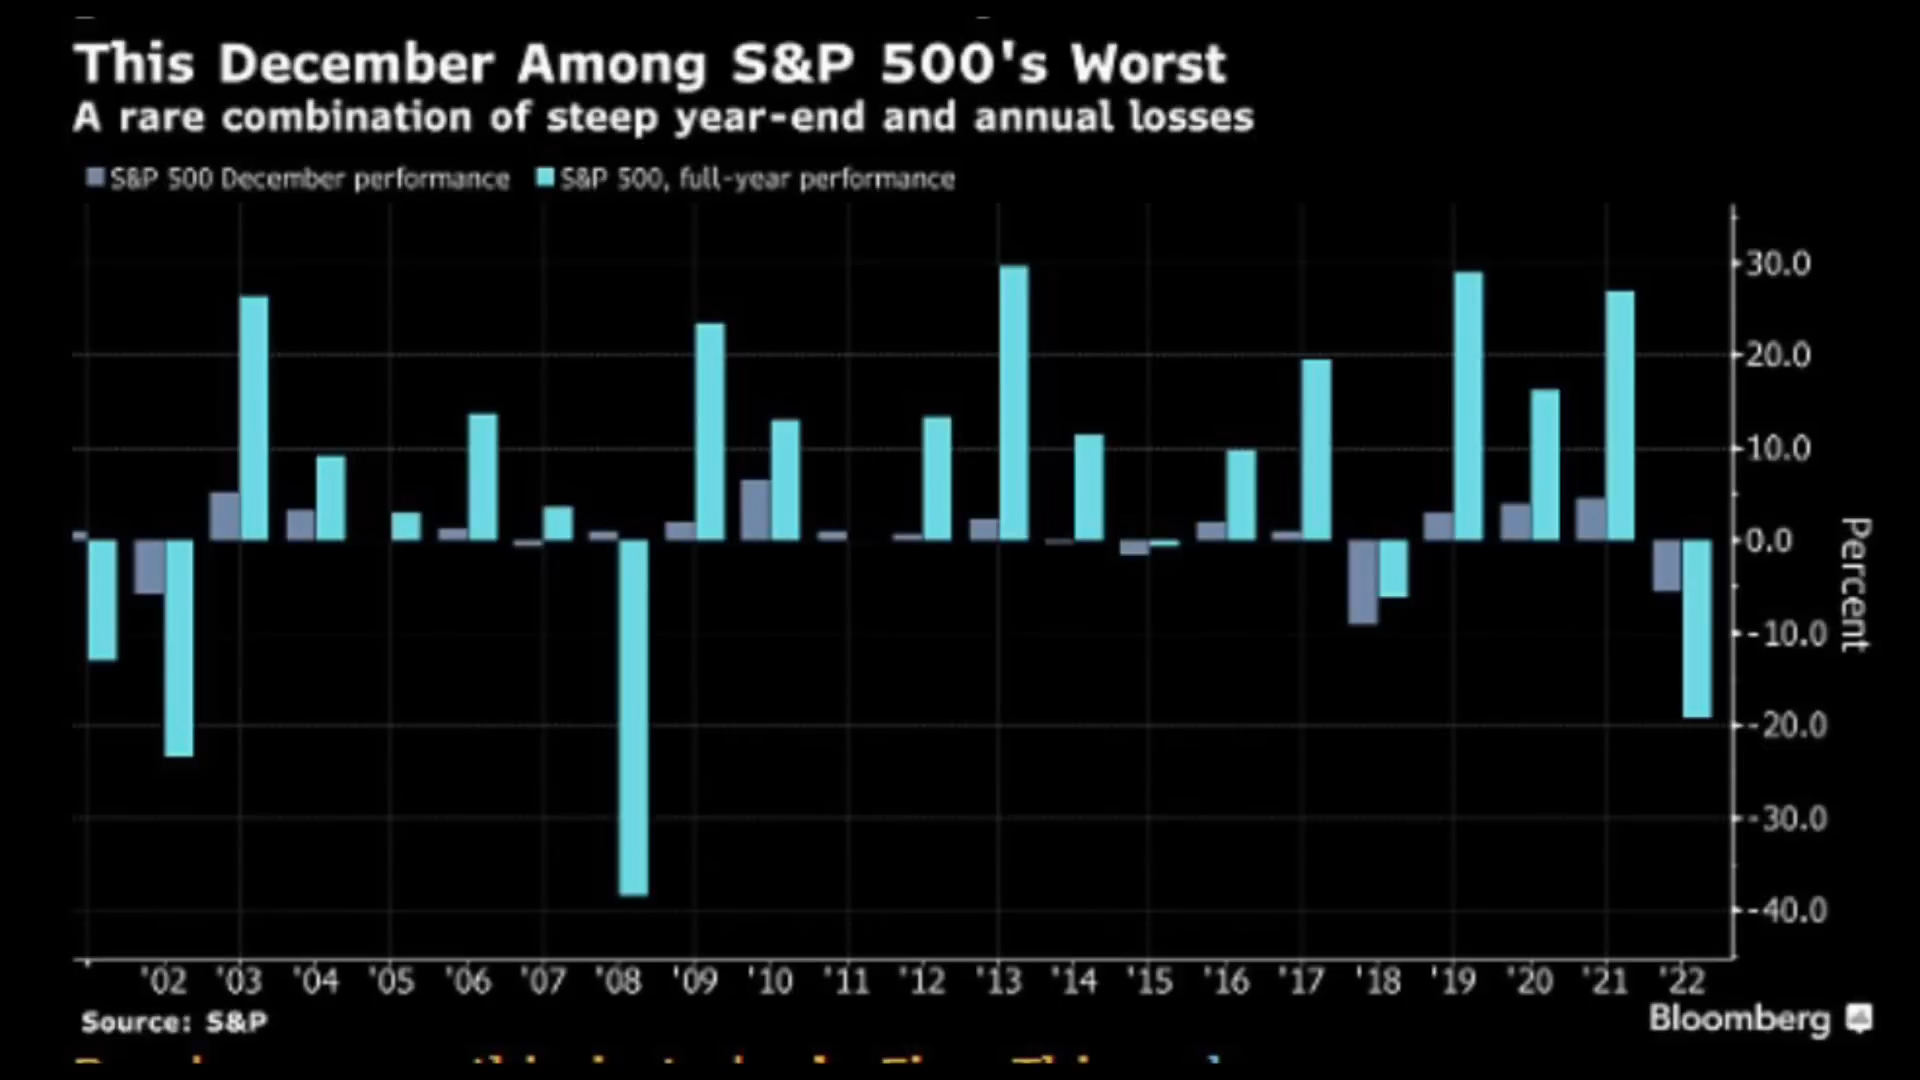 This December Among S&P 500's Worst
A rare combination of steep year-end and annual losses
S&P 500 December performance S&P 500, full-year performance
30.0
20.0
10.0
0.0
-10.0
-20.0
-30.0
-40.0
Percent
'02 '03 '04 '05 '06 '07 '08 '09 '10 '11 '12 '13 '14 '15 '16 '17 '18 '19 '20 '21 '22
Source: S&P
Bloomberg